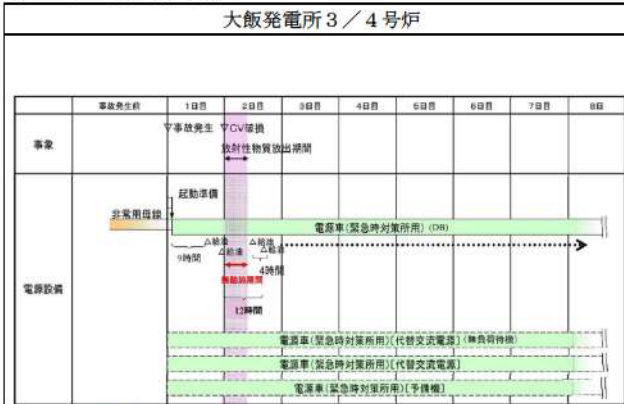 大飯発電所3／4号炉
事故発生前 1日目 2日目 3日目 4日目 5日目 6日目 7日目 8日
事象
▽事故発生 ▽CV破損
放射性物質放出期間
電源設備
起動準備
非常用母線
電源車(緊急時対策所用)(DB)
△給油 △給油
△給油 △給油
9時間 4時間
12時間
電源車(緊急時対策所用)[代替交流電源](無負荷待機)
電源車(緊急時対策所用)[代替交流電源]
電源車(緊急時対策所用)[予備機]